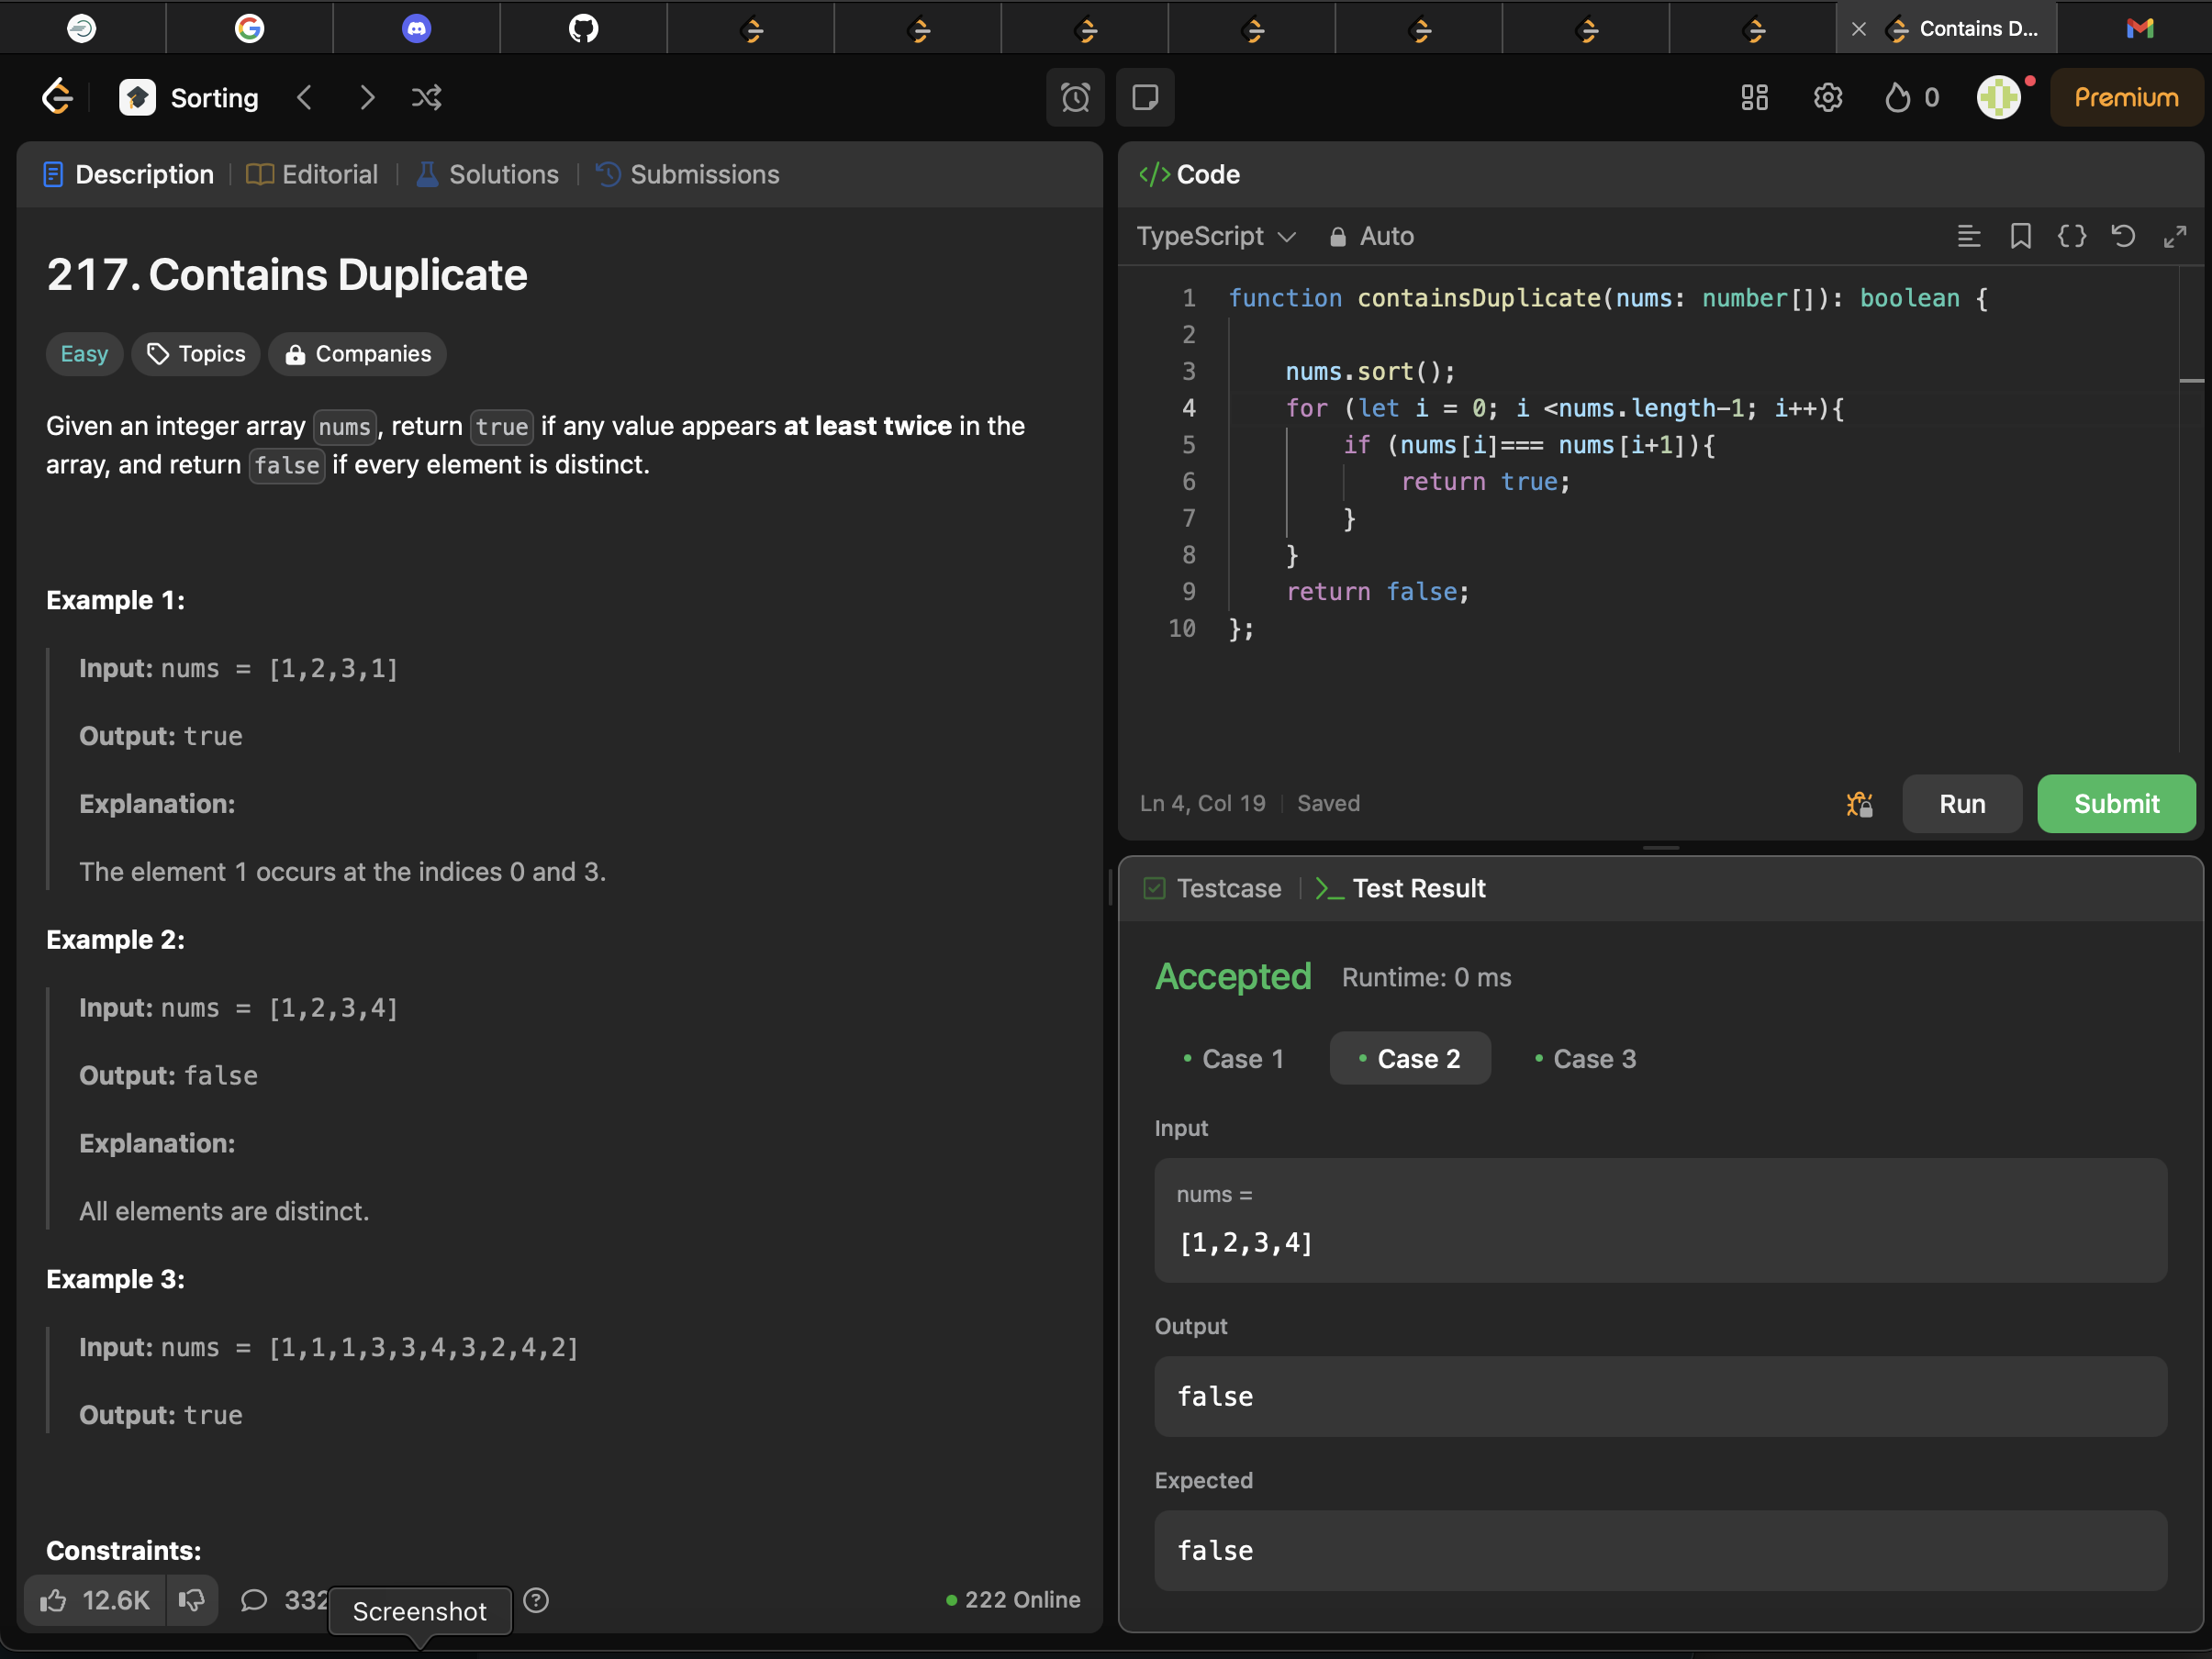 Contains D...
Sorting
0
Premium
Description
Editorial
Solutions
Submissions
217. Contains Duplicate
Easy
Topics
Companies
Given an integer array nums, return true if any value appears at least twice in the
array, and return false if every element is distinct.
Example 1:
Input: nums = [1,2,3,1]
Output: true
Explanation:
The element 1 occurs at the indices 0 and 3.
Example 2:
Input: nums = [1,2,3,4]
Output: false
Explanation:
All elements are distinct.
Example 3:
Input: nums = [1,1,1,3,3,4,3,2,4,2]
Output: true
Constraints:
12.6K
332
Screenshot
222 Online
</> Code
TypeScript
Auto
1 function containsDuplicate(nums: number[]): boolean {
2
3 nums.sort();
4 for (let i = 0; i <nums.length-1; i++){
5 if (nums[i]=== nums[i+1]){
6 return true;
7 }
8 }
9 return false;
10 };
Ln 4, Col 19
Saved
Run
Submit
Testcase
>_ Test Result
Accepted
Runtime: 0 ms
• Case 1
• Case 2
• Case 3
Input
nums =
[1,2,3,4]
Output
false
Expected
false